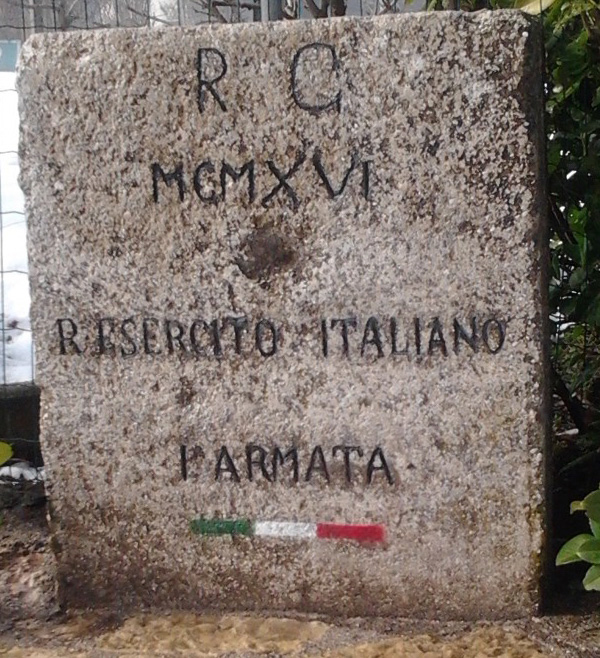 R G
MCMXVI
R.ESERCITO ITALIANO
Iª ARMATA.